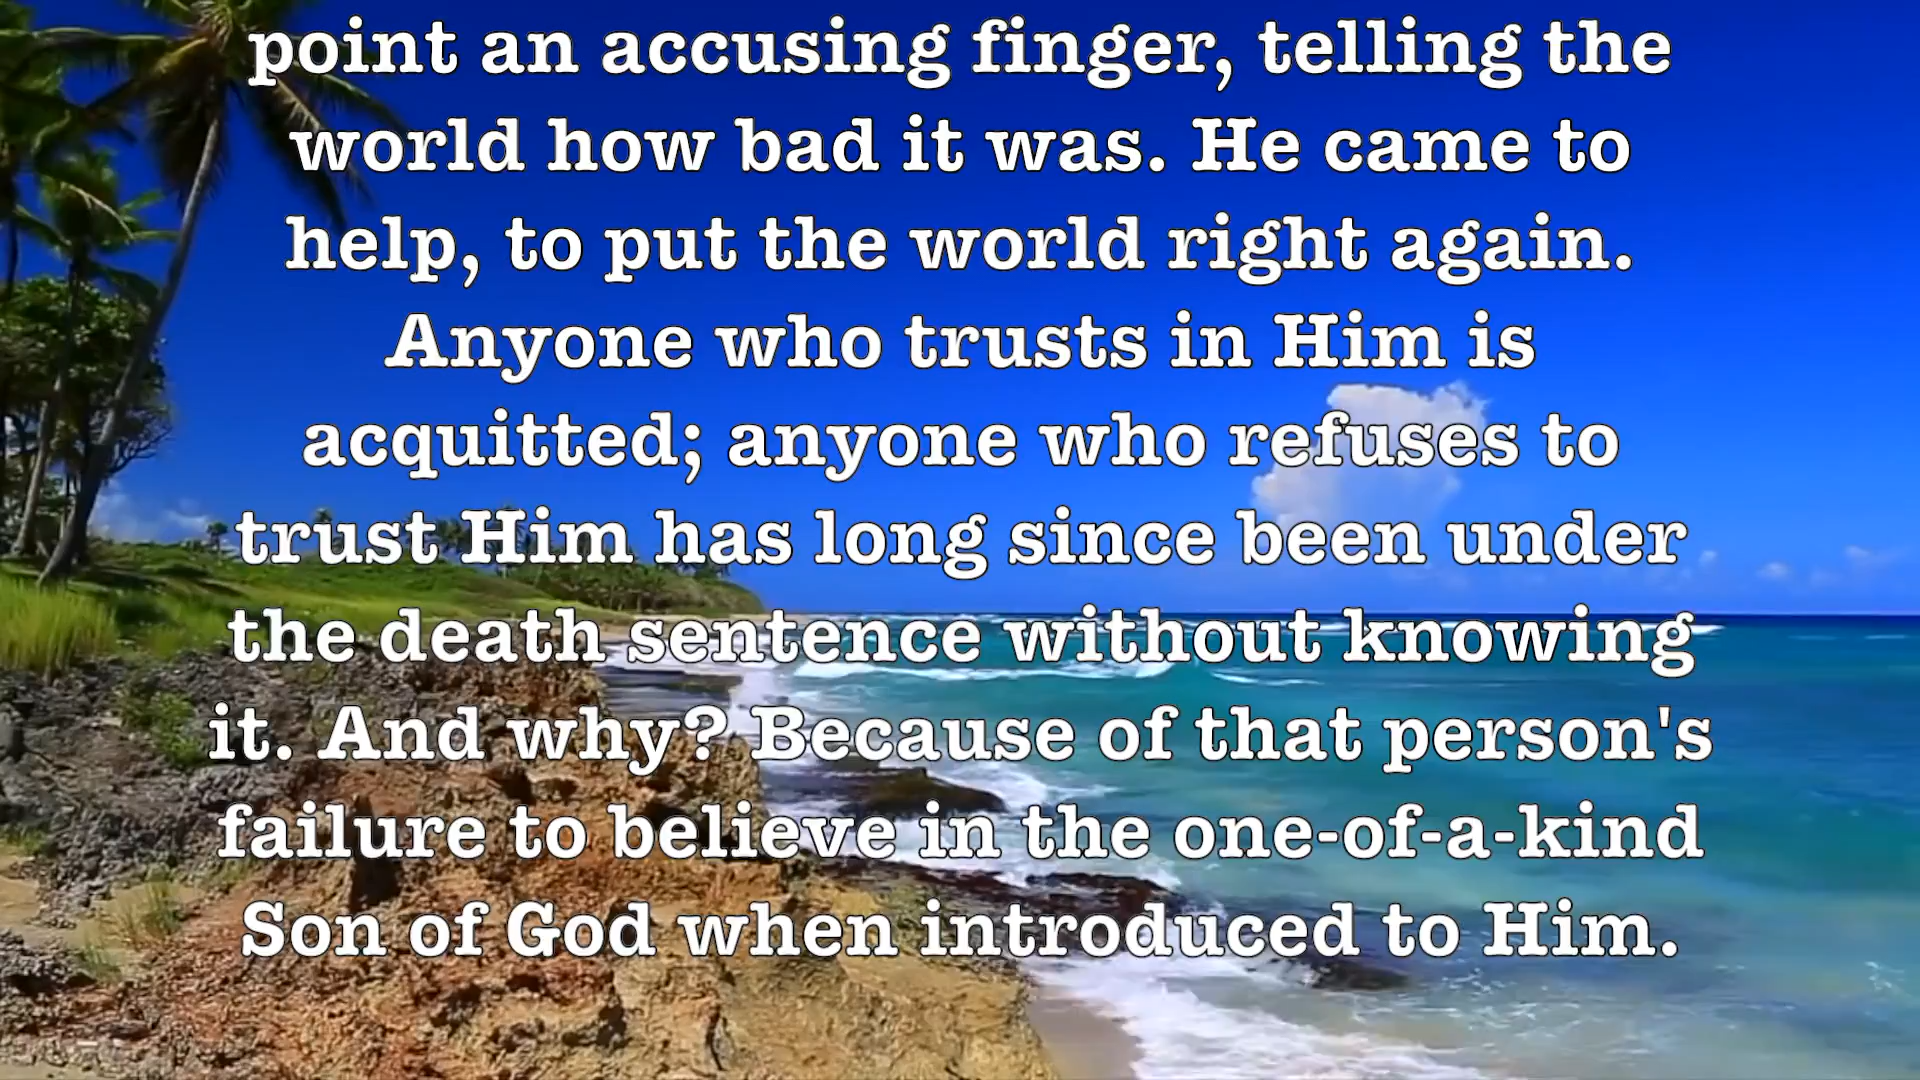 point an accusing finger, telling the
world how bad it was. He came to
help, to put the world right again.
Anyone who trusts in Him is
acquitted; anyone who refuses to
trust Him has long since been under
the death sentence without knowing
it. And why? Because of that person's
failure to believe in the one-of-a-kind
Son of God when introduced to Him.